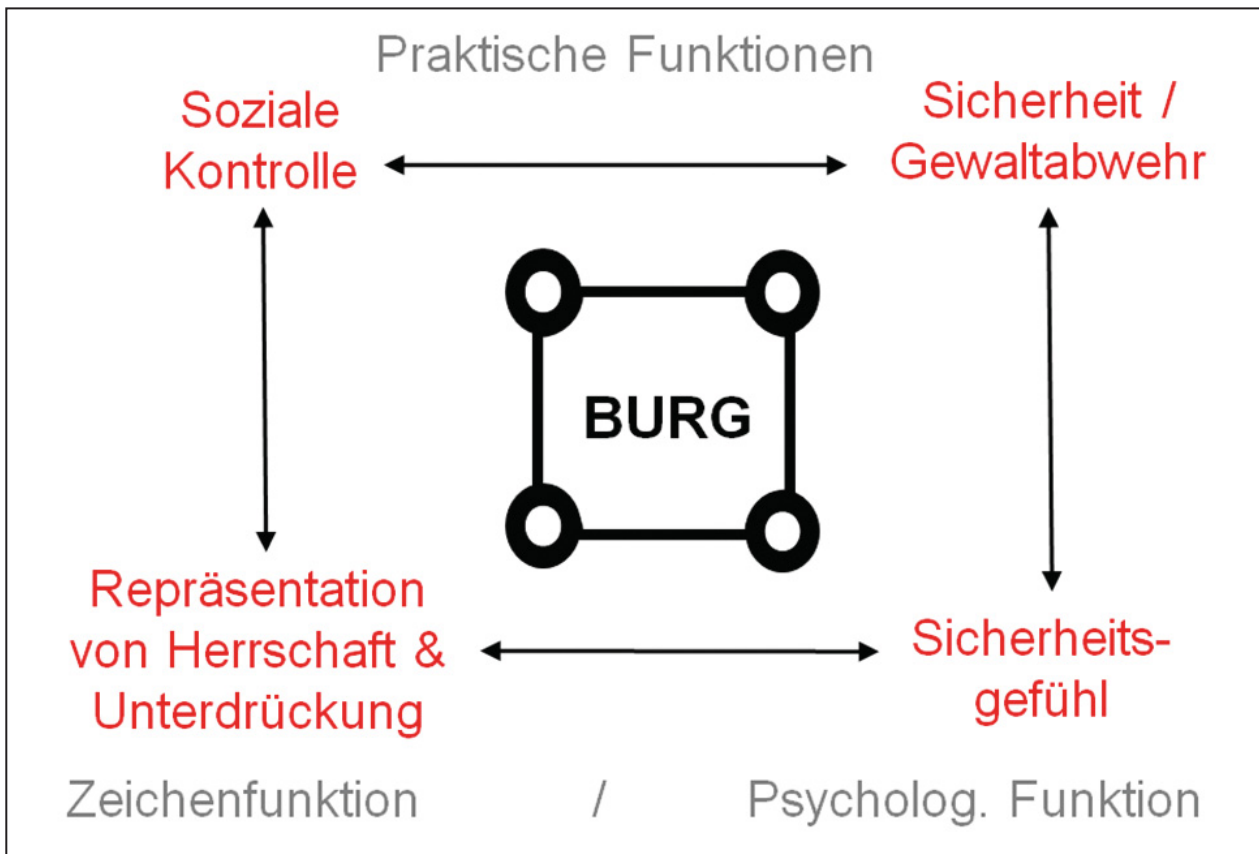 Praktische Funktionen
Soziale
Kontrolle
Sicherheit /
Gewaltabwehr
BURG
Repräsentation
von Herrschaft &
Unterdrückung
Sicherheits-
gefühl
Zeichenfunktion / Psycholog. Funktion